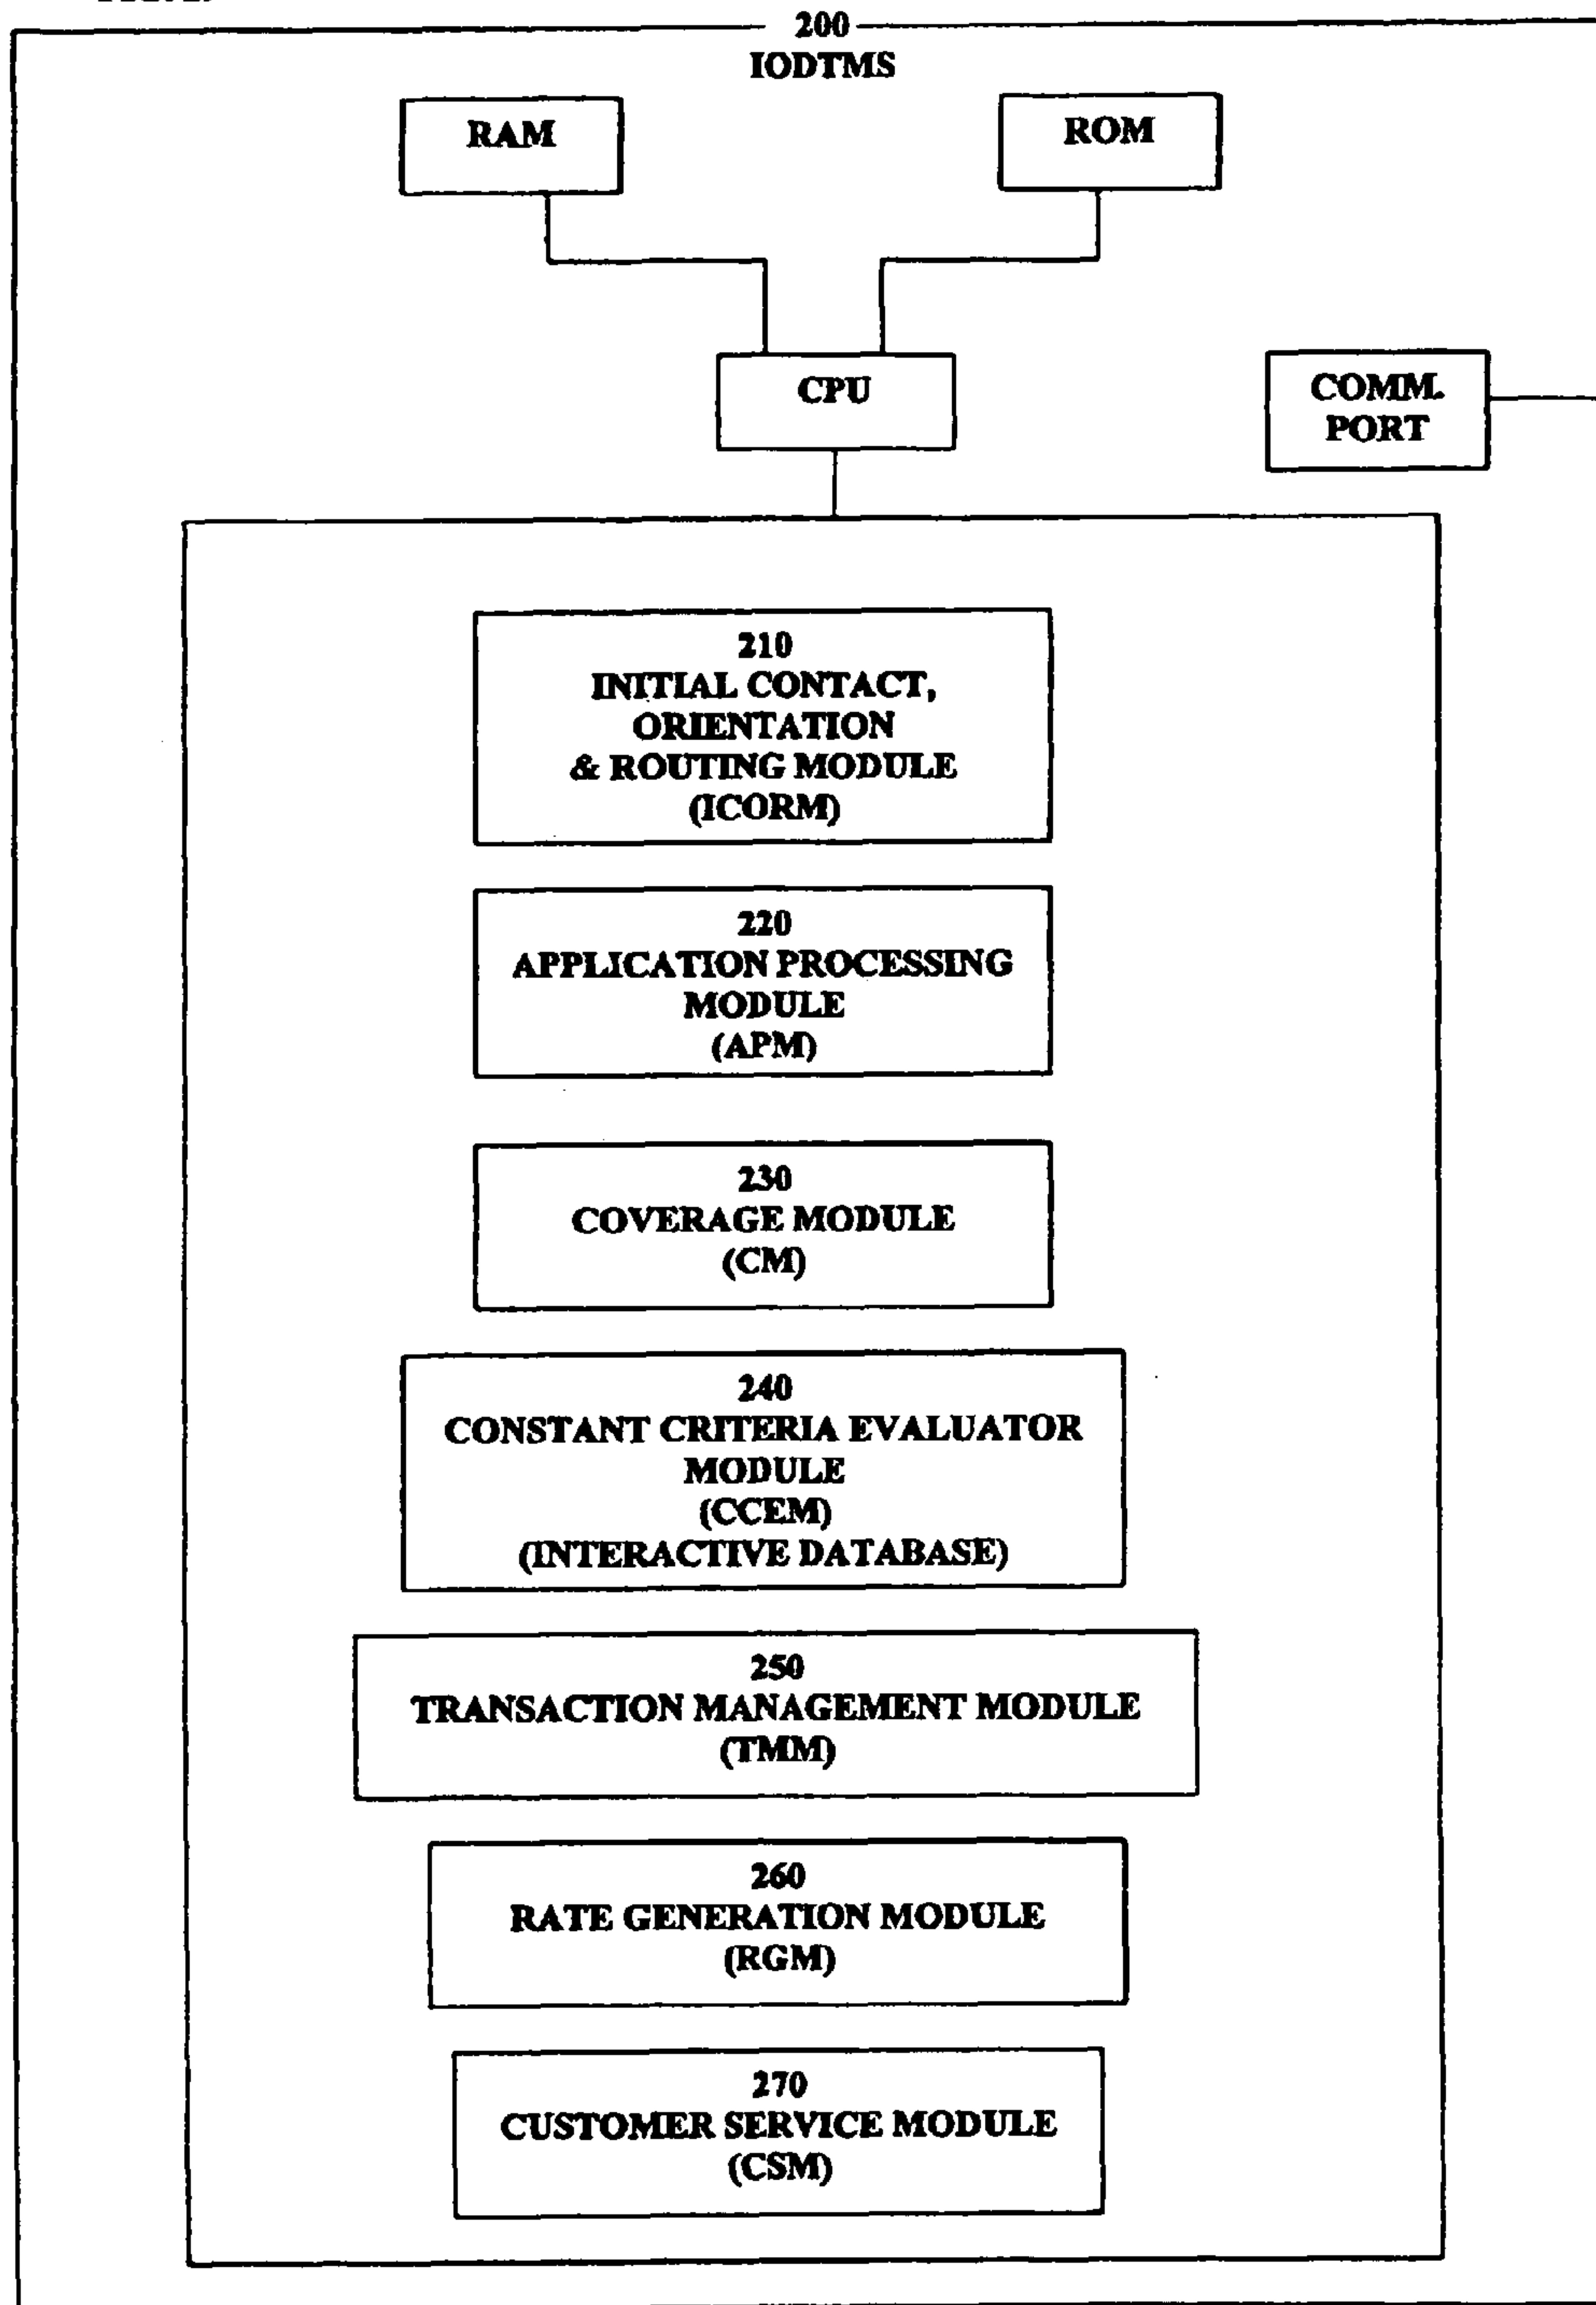 200
IODTMS
RAM
ROM
CPU
COMM.
PORT
210
INITIAL CONTACT,
ORIENTATION
& ROUTING MODULE
(ICORM)
220
APPLICATION PROCESSING
MODULE
(APM)
230
COVERAGE MODULE
(CM)
240
CONSTANT CRITERIA EVALUATOR
MODULE
(CCEM)
(INTERACTIVE DATABASE)
250
TRANSACTION MANAGEMENT MODULE
(TMM)
260
RATE GENERATION MODULE
(RGM)
270
CUSTOMER SERVICE MODULE
(CSM)